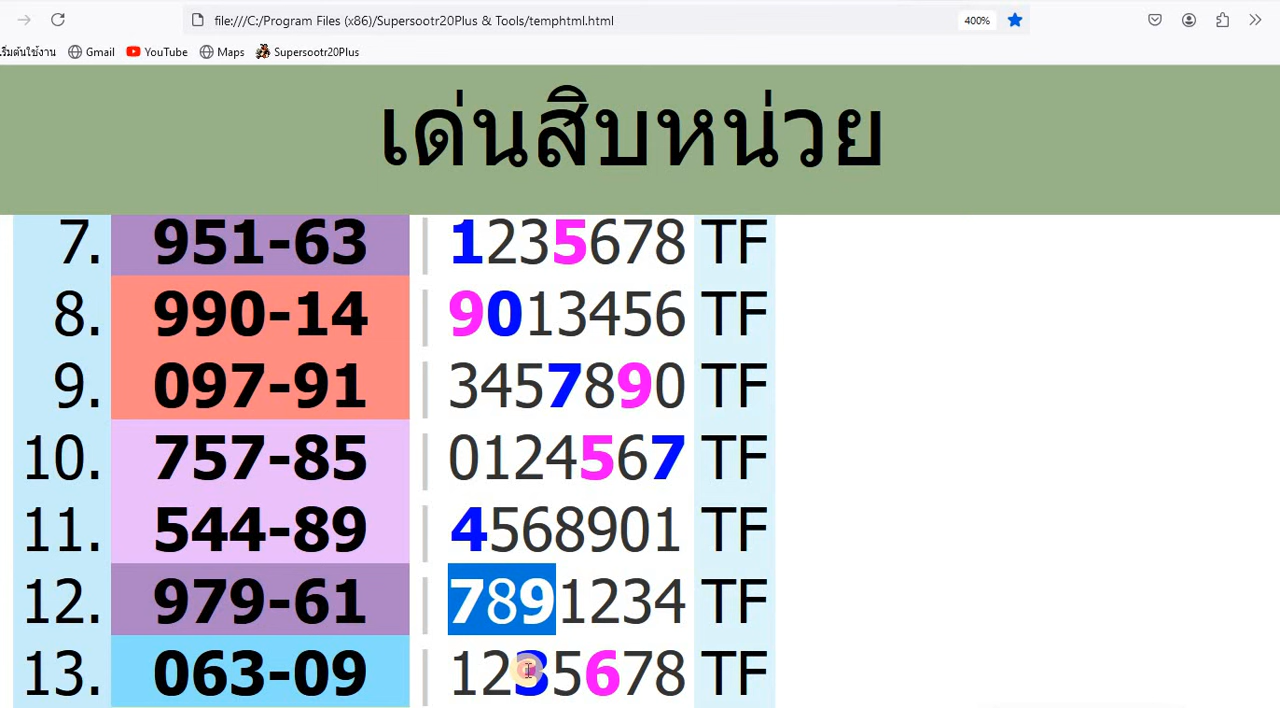 file:///C:/Program Files (x86)/Supersootr20Plus & Tools/temphtml.html 400%
เริ่มต้นใช้งาน Gmail YouTube Maps Supersootr20Plus
เด่นสิบหน่วย
7. 951-63 | 1235678 TF
8. 990-14 | 9013456 TF
9. 097-91 | 3457890 TF
10. 757-85 | 0124567 TF
11. 544-89 | 4568901 TF
12. 979-61 | 7891234 TF
13. 063-09 | 1235678 TF